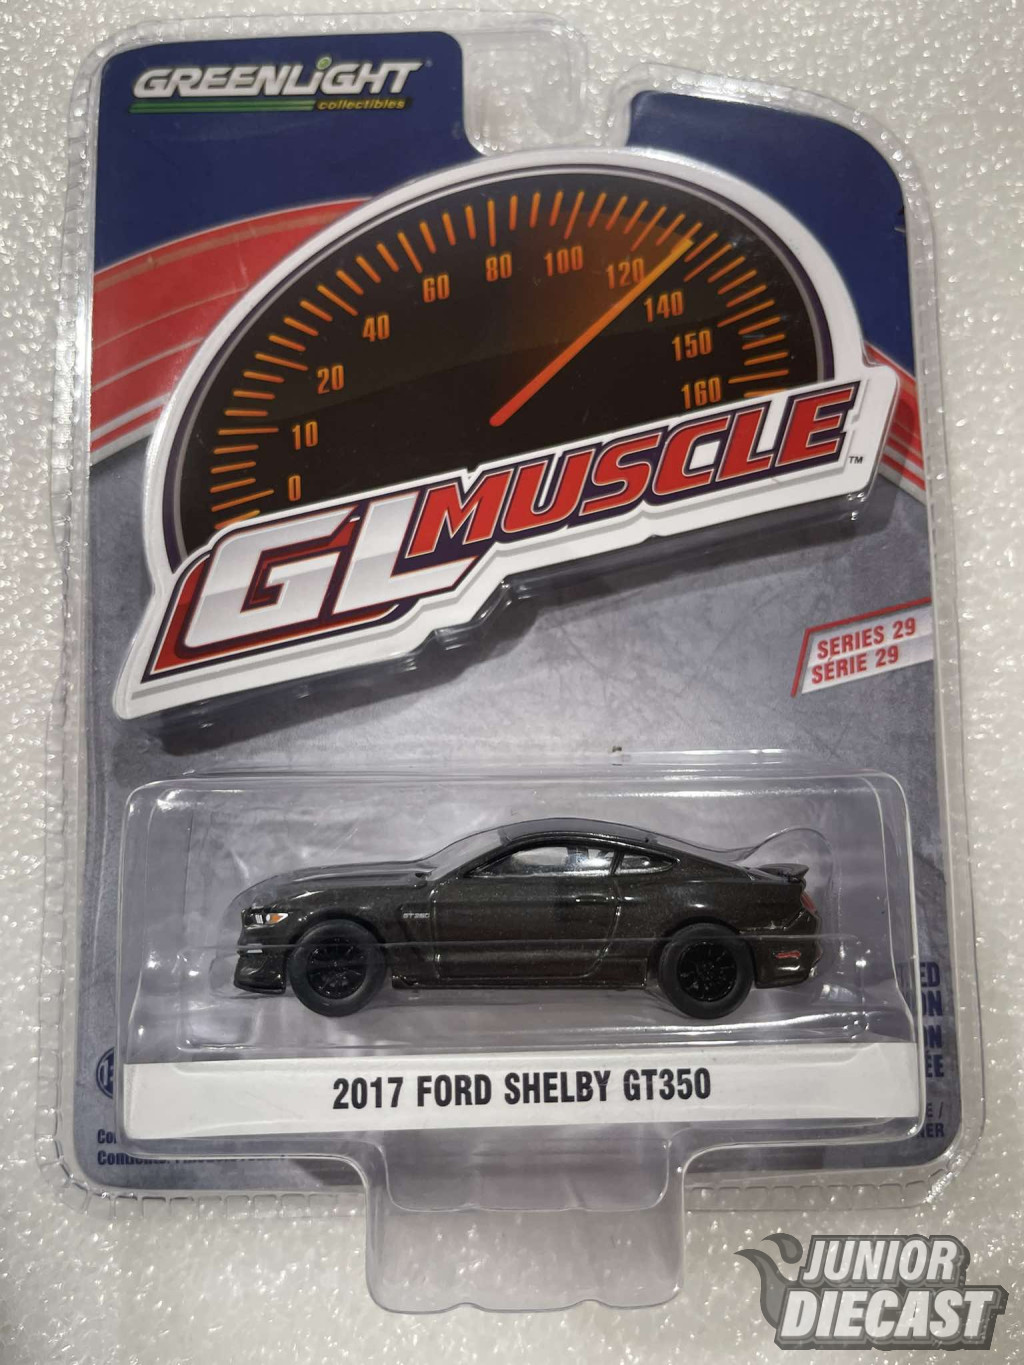 GREENLiGHT
collectibles
0
10
20
40
60
80
100
120
140
150
160
GL MUSCLE™
SERIES 29
SÉRIE 29
GT350
2017 FORD SHELBY GT350
JUNIOR
DIECAST